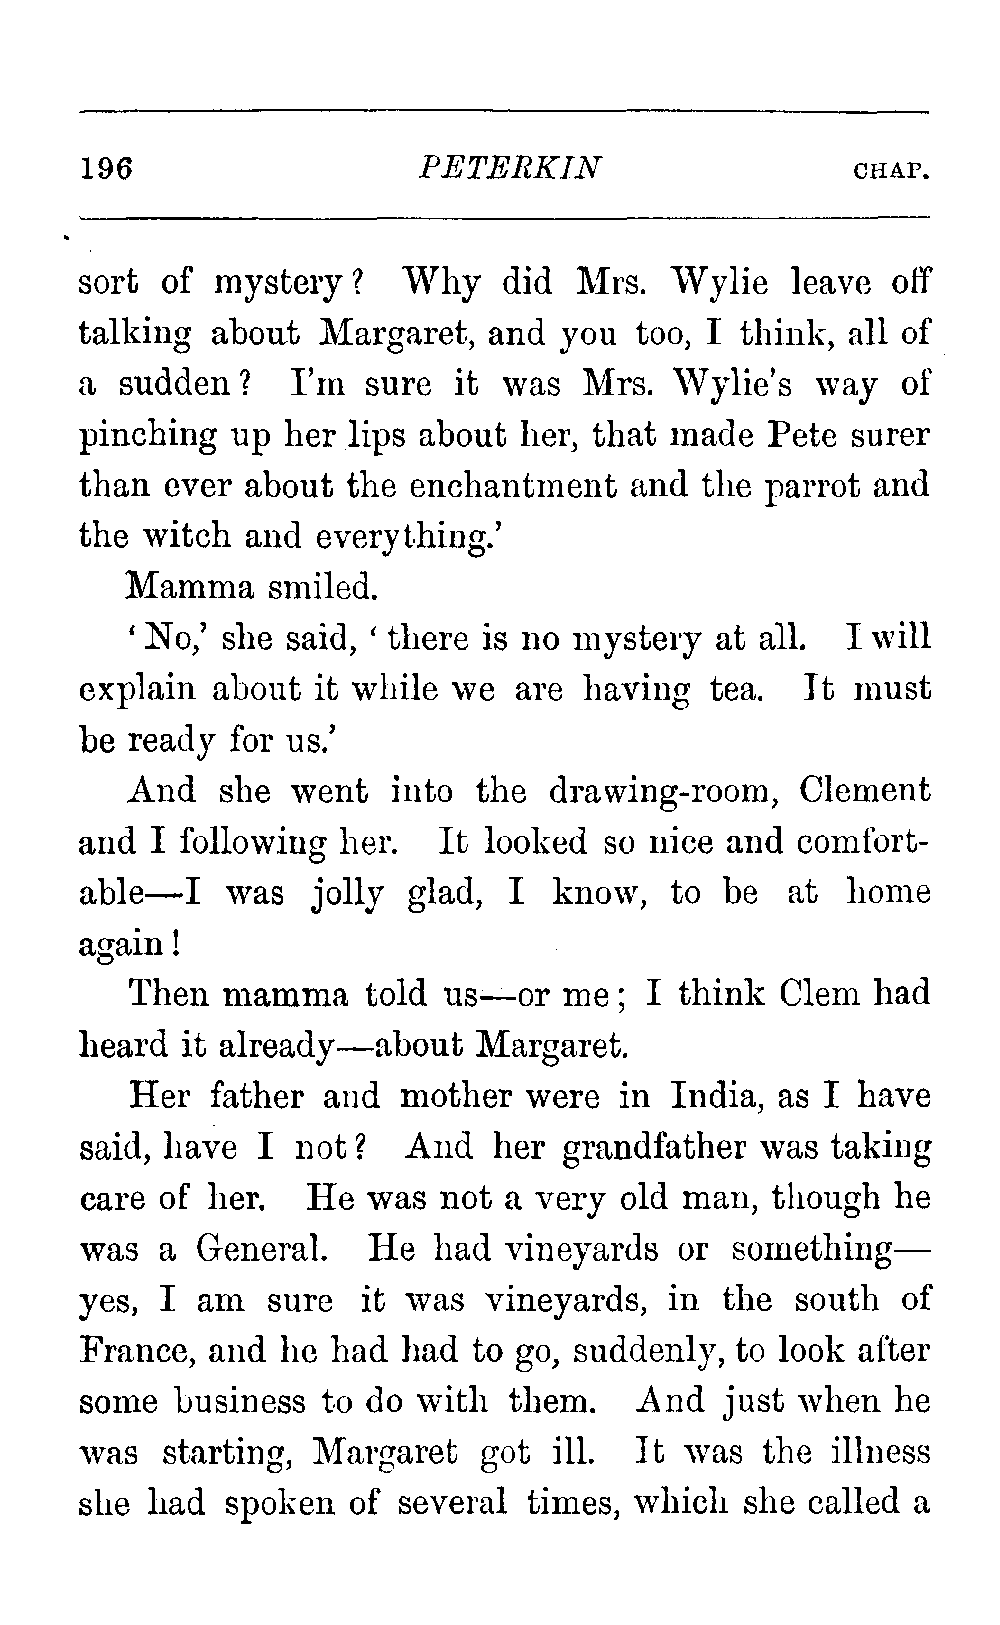 196 PETERKIN CHAP.
sort of mystery? Why did Mrs. Wylie leave off
talking about Margaret, and you too, I think, all of
a sudden? I'm sure it was Mrs. Wylie's way of
pinching up her lips about her, that made Pete surer
than ever about the enchantment and the parrot and
the witch and everything.'
Mamma smiled.
'No,' she said, 'there is no mystery at all. I will
explain about it while we are having tea. It must
be ready for us.'
And she went into the drawing-room, Clement
and I following her. It looked so nice and comfort-
able—I was jolly glad, I know, to be at home
again!
Then mamma told us—or me; I think Clem had
heard it already—about Margaret.
Her father and mother were in India, as I have
said, have I not? And her grandfather was taking
care of her. He was not a very old man, though he
was a General. He had vineyards or something—
yes, I am sure it was vineyards, in the south of
France, and he had had to go, suddenly, to look after
some business to do with them. And just when he
was starting, Margaret got ill. It was the illness
she had spoken of several times, which she called a